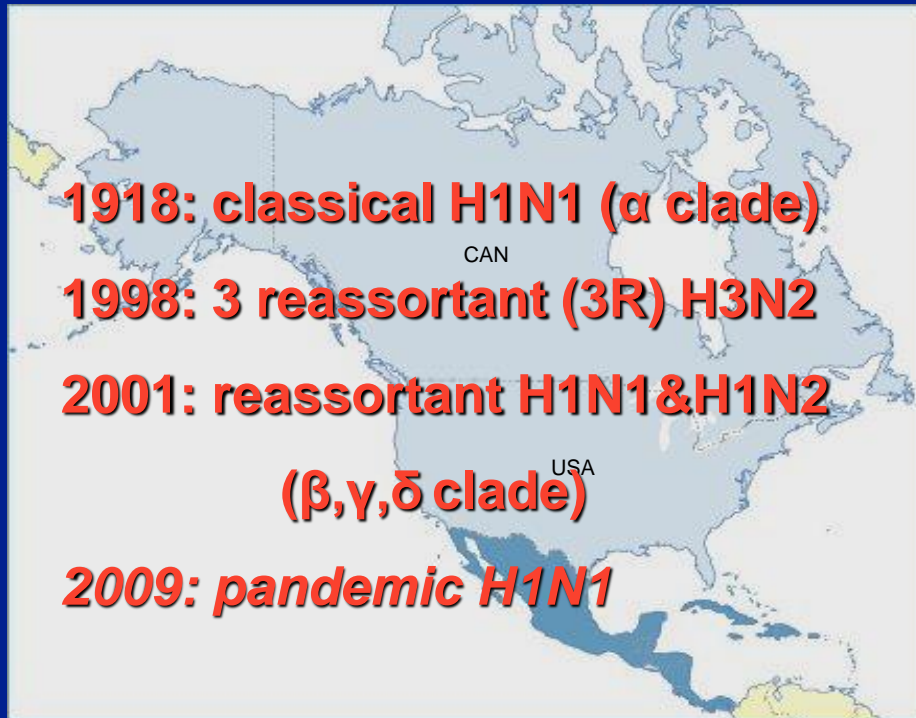 1918: classical H1N1 (α clade)
CAN
1998: 3 reassortant (3R) H3N2
2001: reassortant H1N1&H1N2
USA
(β,γ,δ clade)
2009: pandemic H1N1